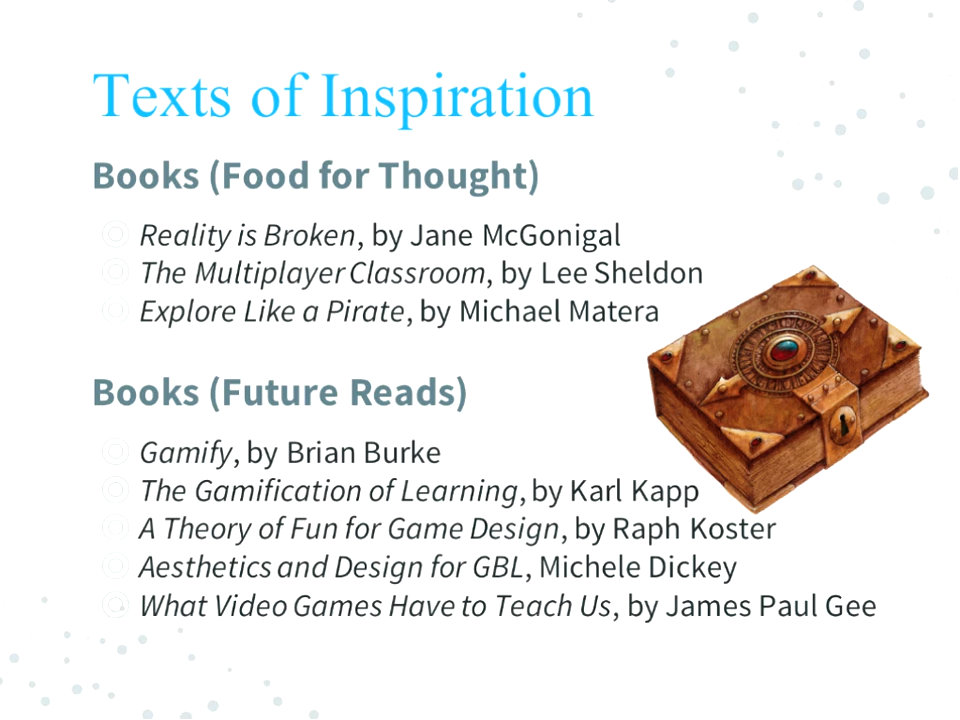 Texts of Inspiration
Books (Food for Thought)
Reality is Broken, by Jane McGonigal
The Multiplayer Classroom, by Lee Sheldon
Explore Like a Pirate, by Michael Matera
Books (Future Reads)
Gamify, by Brian Burke
The Gamification of Learning, by Karl Kapp
A Theory of Fun for Game Design, by Raph Koster
Aesthetics and Design for GBL, Michele Dickey
What Video Games Have to Teach Us, by James Paul Gee